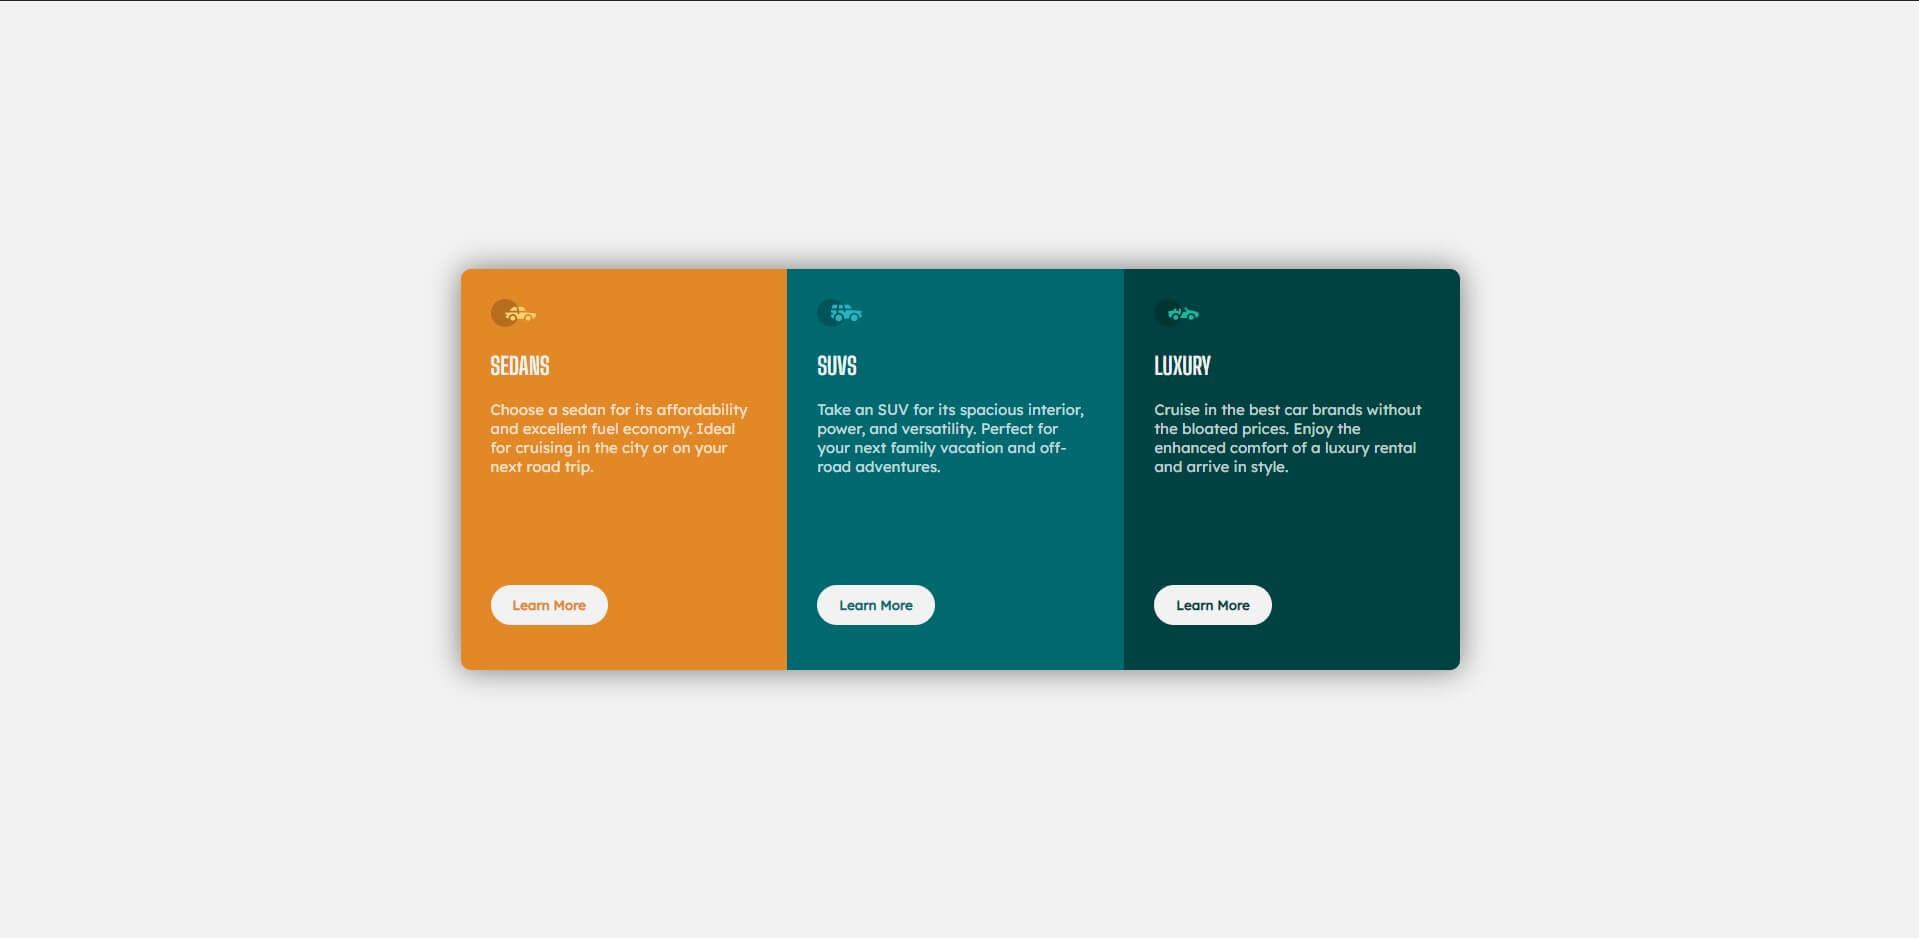 SEDANS
Choose a sedan for its affordability
and excellent fuel economy. Ideal
for cruising in the city or on your
next road trip.
Learn More
SUVS
Take an SUV for its spacious interior,
power, and versatility. Perfect for
your next family vacation and off-
road adventures.
Learn More
LUXURY
Cruise in the best car brands without
the bloated prices. Enjoy the
enhanced comfort of a luxury rental
and arrive in style.
Learn More